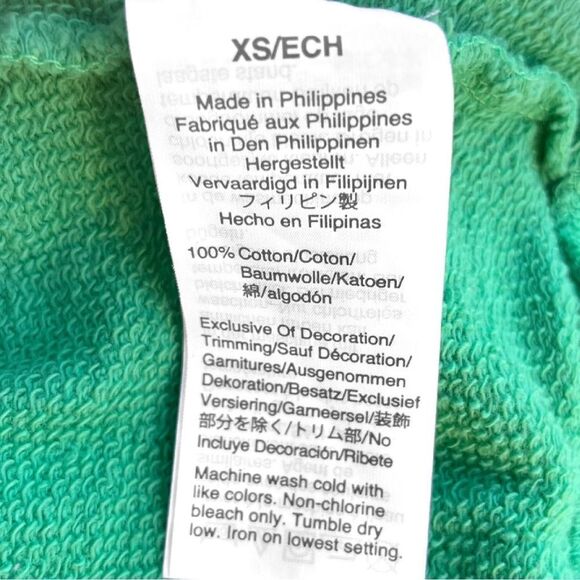 XS/ECH
Made in Philippines
Fabriqué aux Philippines
in Den Philippinen
Hergestellt
Vervaardigd in Filipijnen
フィリピン製
Hecho en Filipinas
100% Cotton/Coton/
Baumwolle/Katoen/
綿/algodón
Exclusive Of Decoration/
Trimming/Sauf Décoration/
Garnitures/Ausgenommen
Dekoration/Besatz/Exclusief
Versiering/Garneersel/装飾
部分を除く/トリム部/No
Incluye Decoración/Ribete
Machine wash cold with
like colors. Non-chlorine
bleach only. Tumble dry
low. Iron on lowest setting.